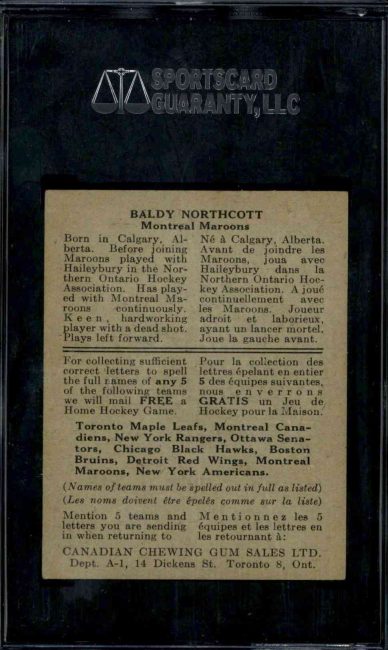 SPORTSCARD
GUARANTY, LLC
BALDY NORTHCOTT
Montreal Maroons
Born in Calgary, Al-
berta. Before joining
Maroons played with
Haileybury in the Nor-
thern Ontario Hockey
Association. Has play-
ed with Montreal Ma-
roons continuously.
Keen, hardworking
player with a dead shot.
Plays left forward.
Né à Calgary, Alberta.
Avant de joindre les
Maroons, joua avec
Haileybury dans la
Northern Ontario Hoc-
key Association. A joué
continuellement avec
les Maroons. Joueur
adroit et laborieux,
ayant un lancer mortel.
Joue la gauche avant.
For collecting sufficient
correct letters to spell
the full names of any 5
of the following teams
we will mail FREE a
Home Hockey Game.
Pour la collection des
lettres épelant en entier
5 des équipes suivantes,
nous enverrons
GRATIS un Jeu de
Hockey pour la Maison.
Toronto Maple Leafs, Montreal Cana-
diens, New York Rangers, Ottawa Sena-
tors, Chicago Black Hawks, Boston
Bruins, Detroit Red Wings, Montreal
Maroons, New York Americans.
(Names of teams must be spelled out in full as listed)
(Les noms doivent être épelés comme sur la liste)
Mention 5 teams and
letters you are sending
in when returning to
Mentionnez les 5
équipes et les lettres en
les retournant à:
CANADIAN CHEWING GUM SALES LTD.
Dept. A-1, 14 Dickens St. Toronto 8, Ont.